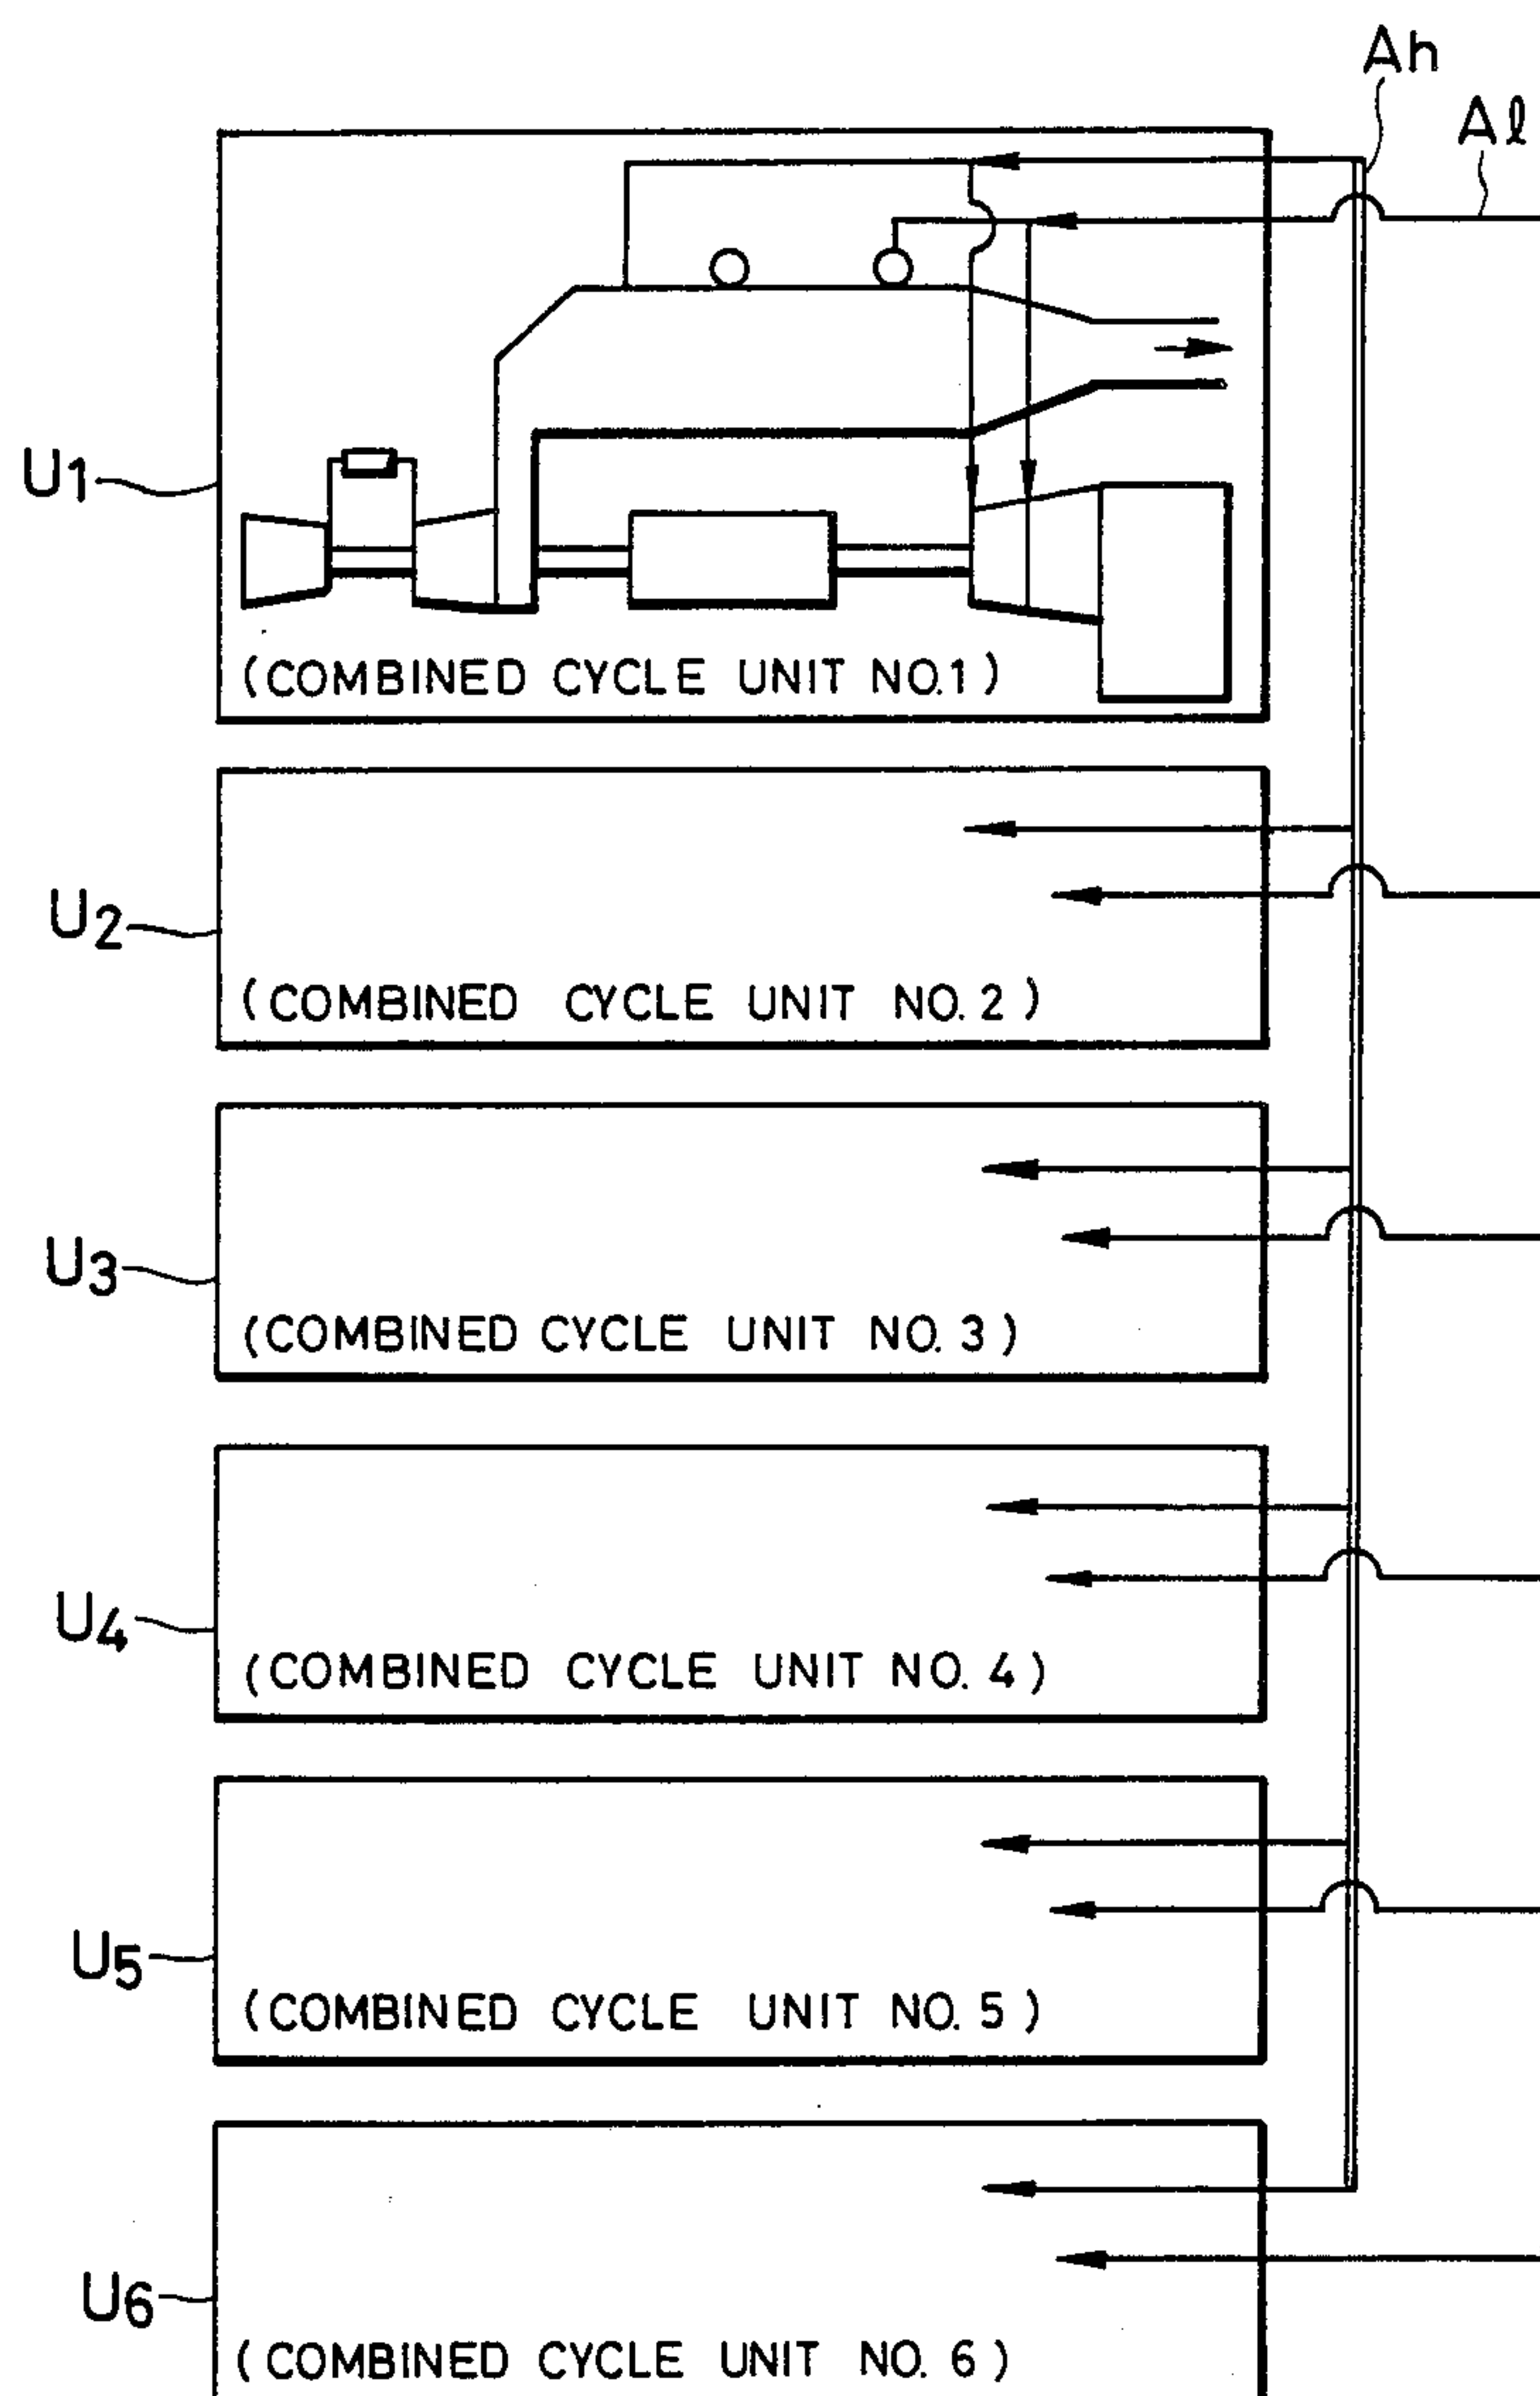 Ah
Aℓ
U1
(COMBINED CYCLE UNIT NO.1)
U2
(COMBINED CYCLE UNIT NO. 2)
U3
(COMBINED CYCLE UNIT NO. 3)
U4
(COMBINED CYCLE UNIT NO. 4)
U5
(COMBINED CYCLE UNIT NO. 5)
U6
(COMBINED CYCLE UNIT NO. 6)